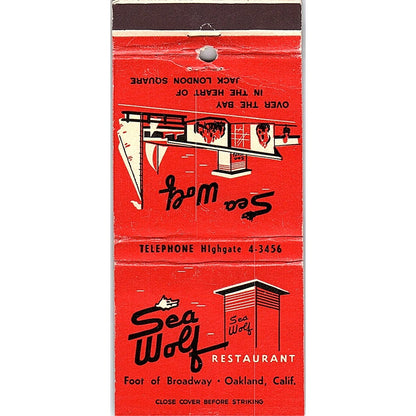 OVER THE BAY
IN THE HEART OF
JACK LONDON SQUARE
Sea
Wolf
TELEPHONE HIghgate 4-3456
Sea
Wolf
Sea
Wolf
RESTAURANT
Foot of Broadway · Oakland, Calif.
CLOSE COVER BEFORE STRIKING